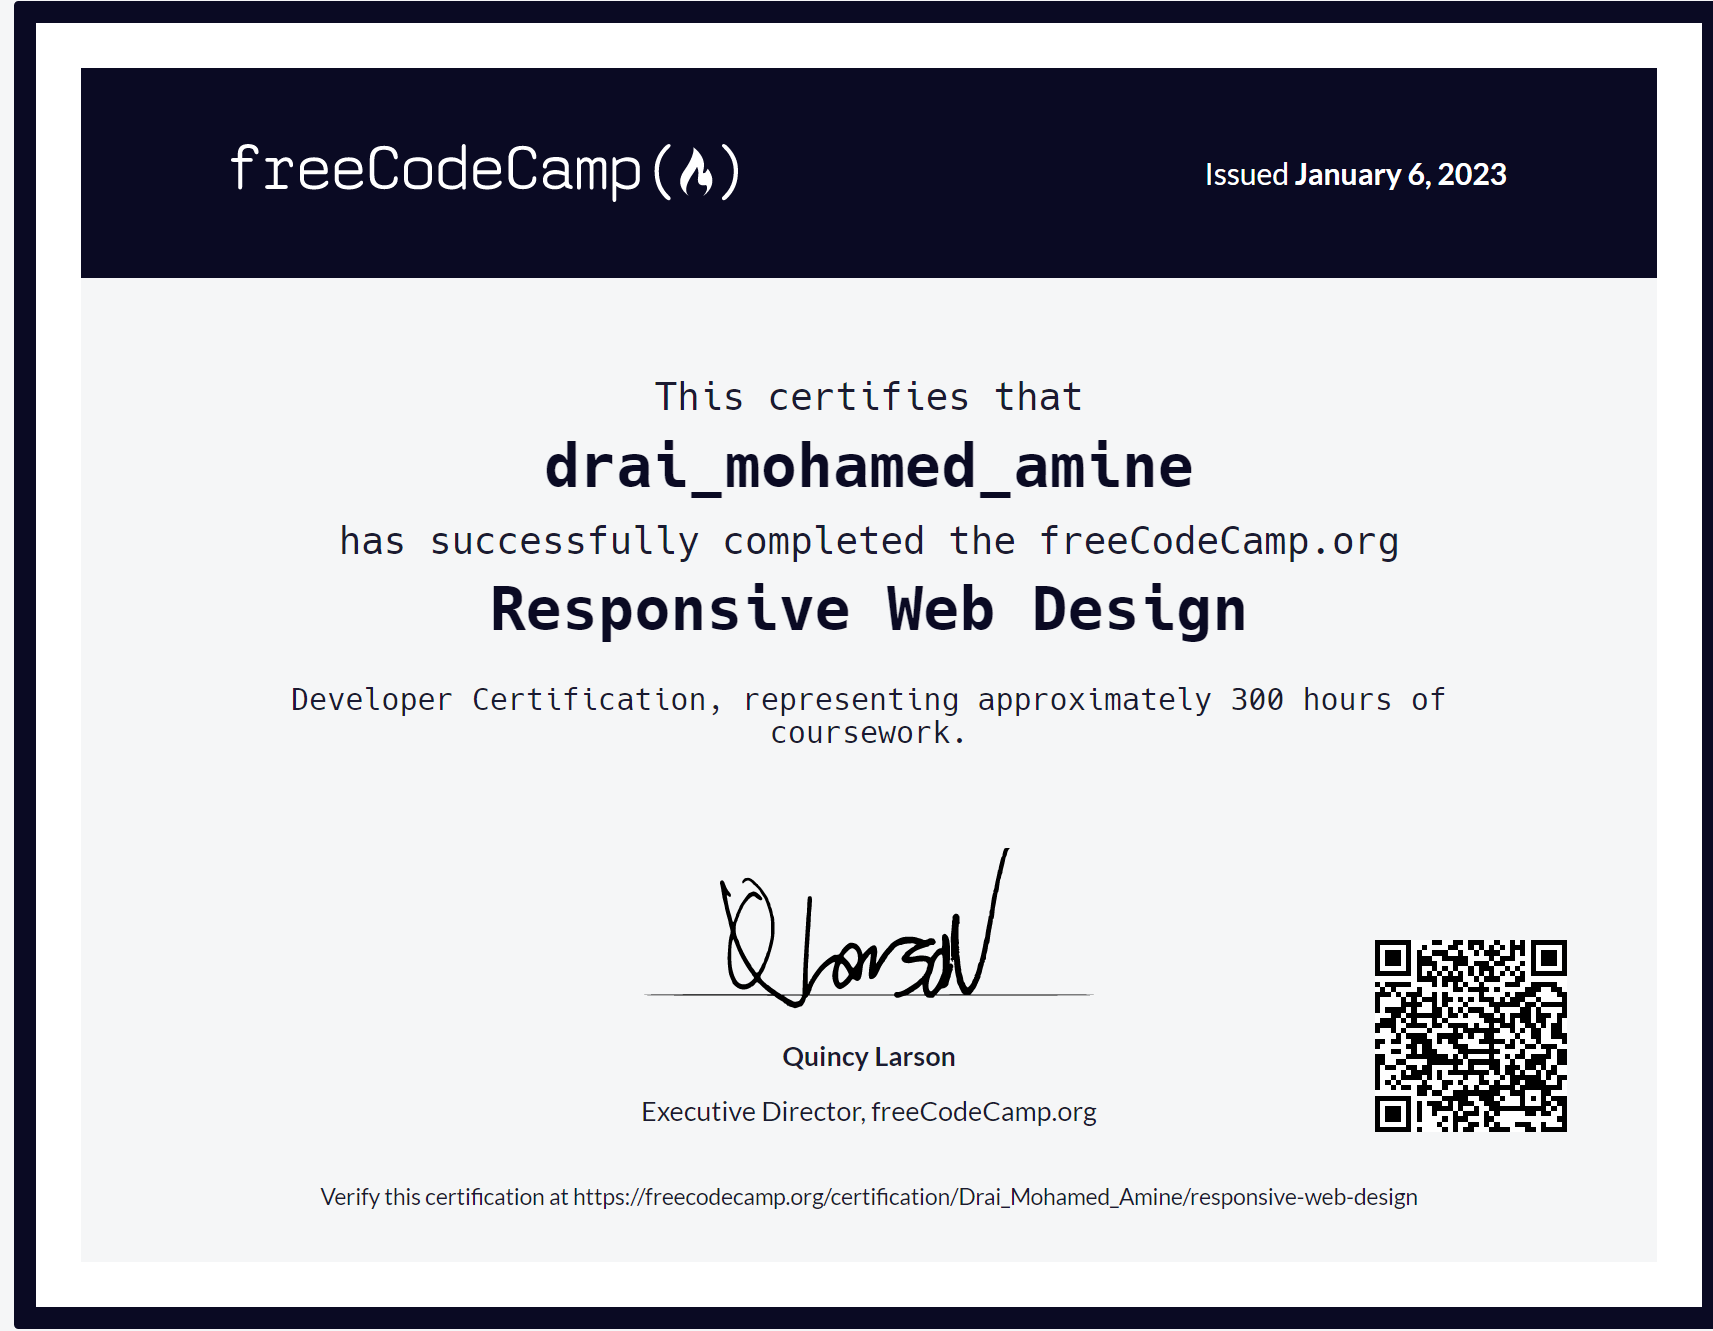 freeCodeCamp
Issued January 6, 2023
This certifies that
drai_mohamed_amine
has successfully completed the freeCodeCamp.org
Responsive Web Design
Developer Certification, representing approximately 300 hours of
coursework.
Q Larson
Quincy Larson
Executive Director, freeCodeCamp.org
Verify this certification at https://freecodecamp.org/certification/Drai_Mohamed_Amine/responsive-web-design